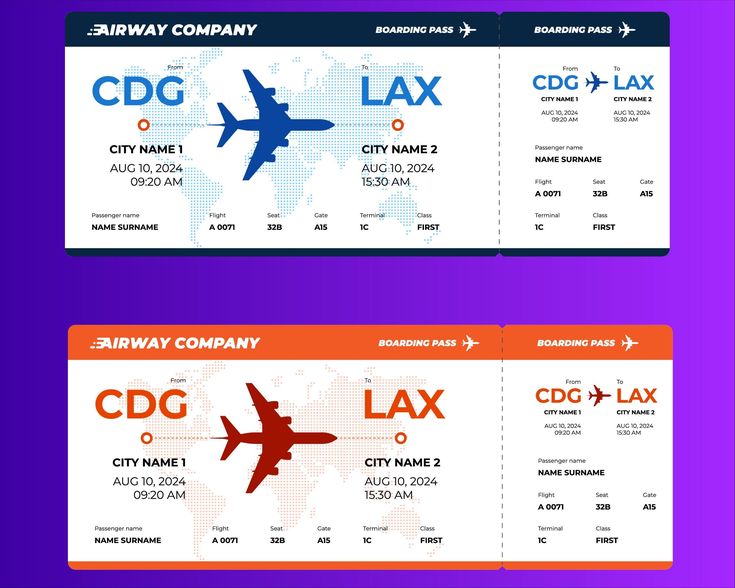 AIRWAY COMPANY BOARDING PASS
From To
CDG LAX
CITY NAME 1 CITY NAME 2
AUG 10, 2024 AUG 10, 2024
09:20 AM 15:30 AM
Passenger name Flight Seat Gate Terminal Class
NAME SURNAME A 0071 32B A15 1C FIRST
BOARDING PASS
From To
CDG LAX
CITY NAME 1 CITY NAME 2
AUG 10, 2024 AUG 10, 2024
09:20 AM 15:30 AM
Passenger name
NAME SURNAME
Flight Seat Gate
A 0071 32B A15
Terminal Class
1C FIRST
AIRWAY COMPANY BOARDING PASS
From To
CDG LAX
CITY NAME 1 CITY NAME 2
AUG 10, 2024 AUG 10, 2024
09:20 AM 15:30 AM
Passenger name Flight Seat Gate Terminal Class
NAME SURNAME A 0071 32B A15 1C FIRST
BOARDING PASS
From To
CDG LAX
CITY NAME 1 CITY NAME 2
AUG 10, 2024 AUG 10, 2024
09:20 AM 15:30 AM
Passenger name
NAME SURNAME
Flight Seat Gate
A 0071 32B A15
Terminal Class
1C FIRST